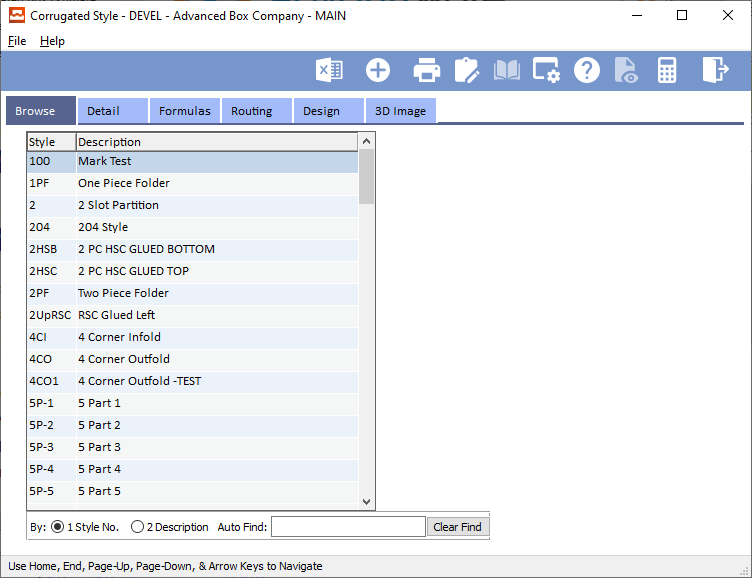 Corrugated Style - DEVEL - Advanced Box Company - MAIN
File Help
Browse Detail Formulas Routing Design 3D Image
Style Description
100 Mark Test
1PF One Piece Folder
2 2 Slot Partition
204 204 Style
2HSB 2 PC HSC GLUED BOTTOM
2HSC 2 PC HSC GLUED TOP
2PF Two Piece Folder
2UpRSC RSC Glued Left
4CI 4 Corner Infold
4CO 4 Corner Outfold
4CO1 4 Corner Outfold -TEST
5P-1 5 Part 1
5P-2 5 Part 2
5P-3 5 Part 3
5P-4 5 Part 4
5P-5 5 Part 5
By: 1 Style No. 2 Description Auto Find: Clear Find
Use Home, End, Page-Up, Page-Down, & Arrow Keys to Navigate